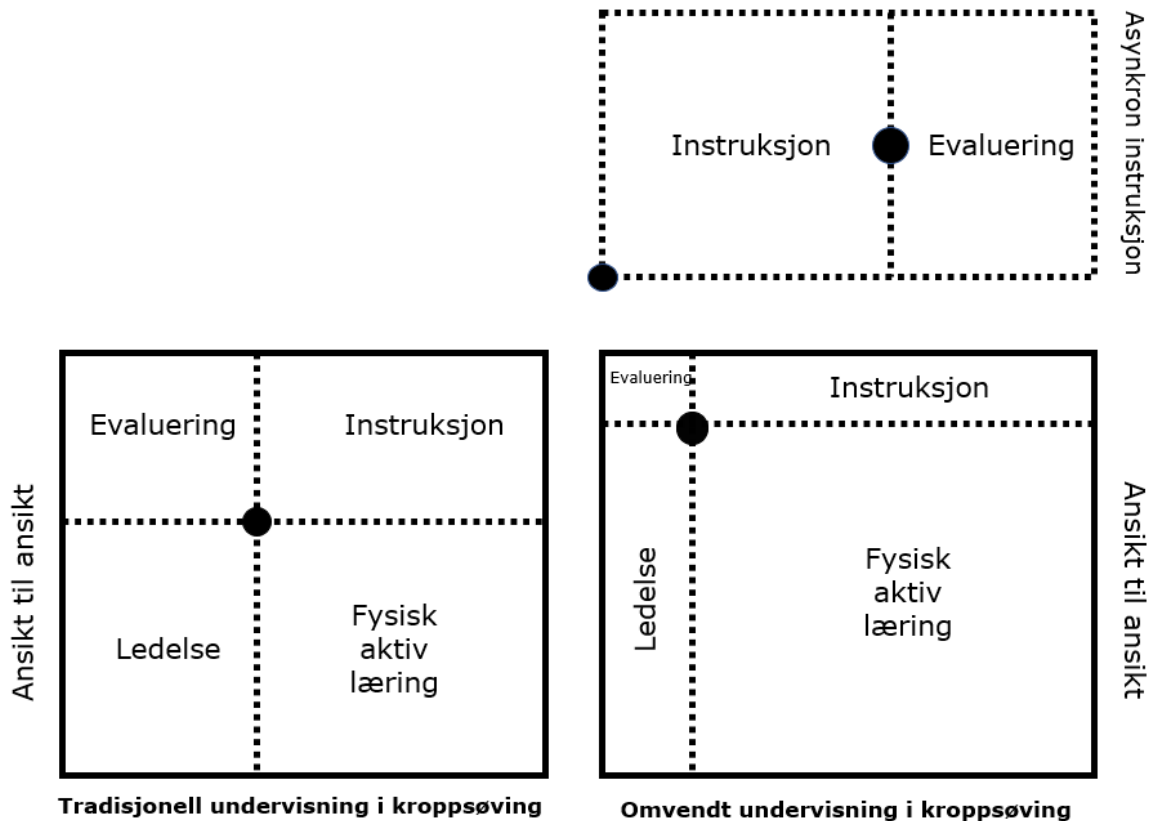 Asynkron instruksjon
Instruksjon
Evaluering
Evaluering
Instruksjon
Ledelse
Fysisk
aktiv
læring
Ansikt til ansikt
Tradisjonell undervisning i kroppsøving
Evaluering
Instruksjon
Ledelse
Fysisk
aktiv
læring
Ansikt til ansikt
Omvendt undervisning i kroppsøving